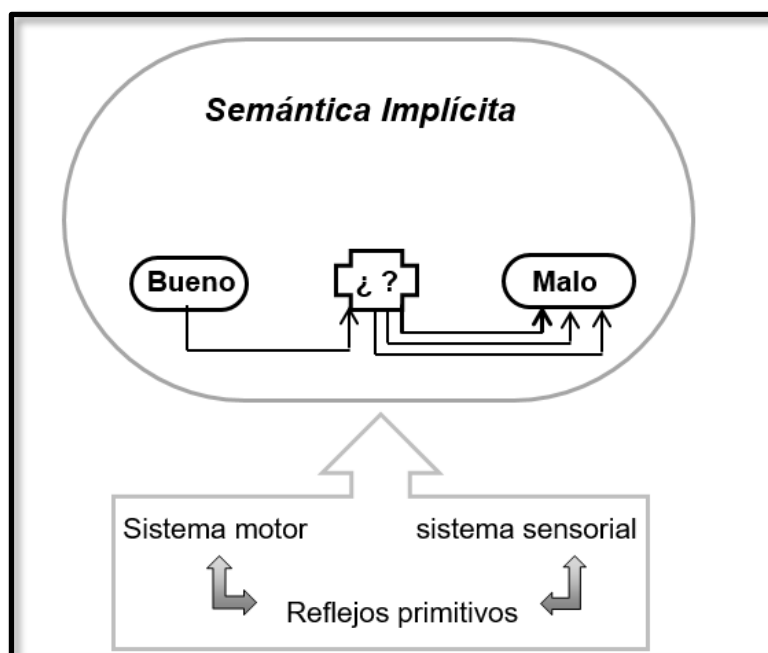 Semántica Implícita
Bueno
¿ ?
Malo
Sistema motor
sistema sensorial
Reflejos primitivos